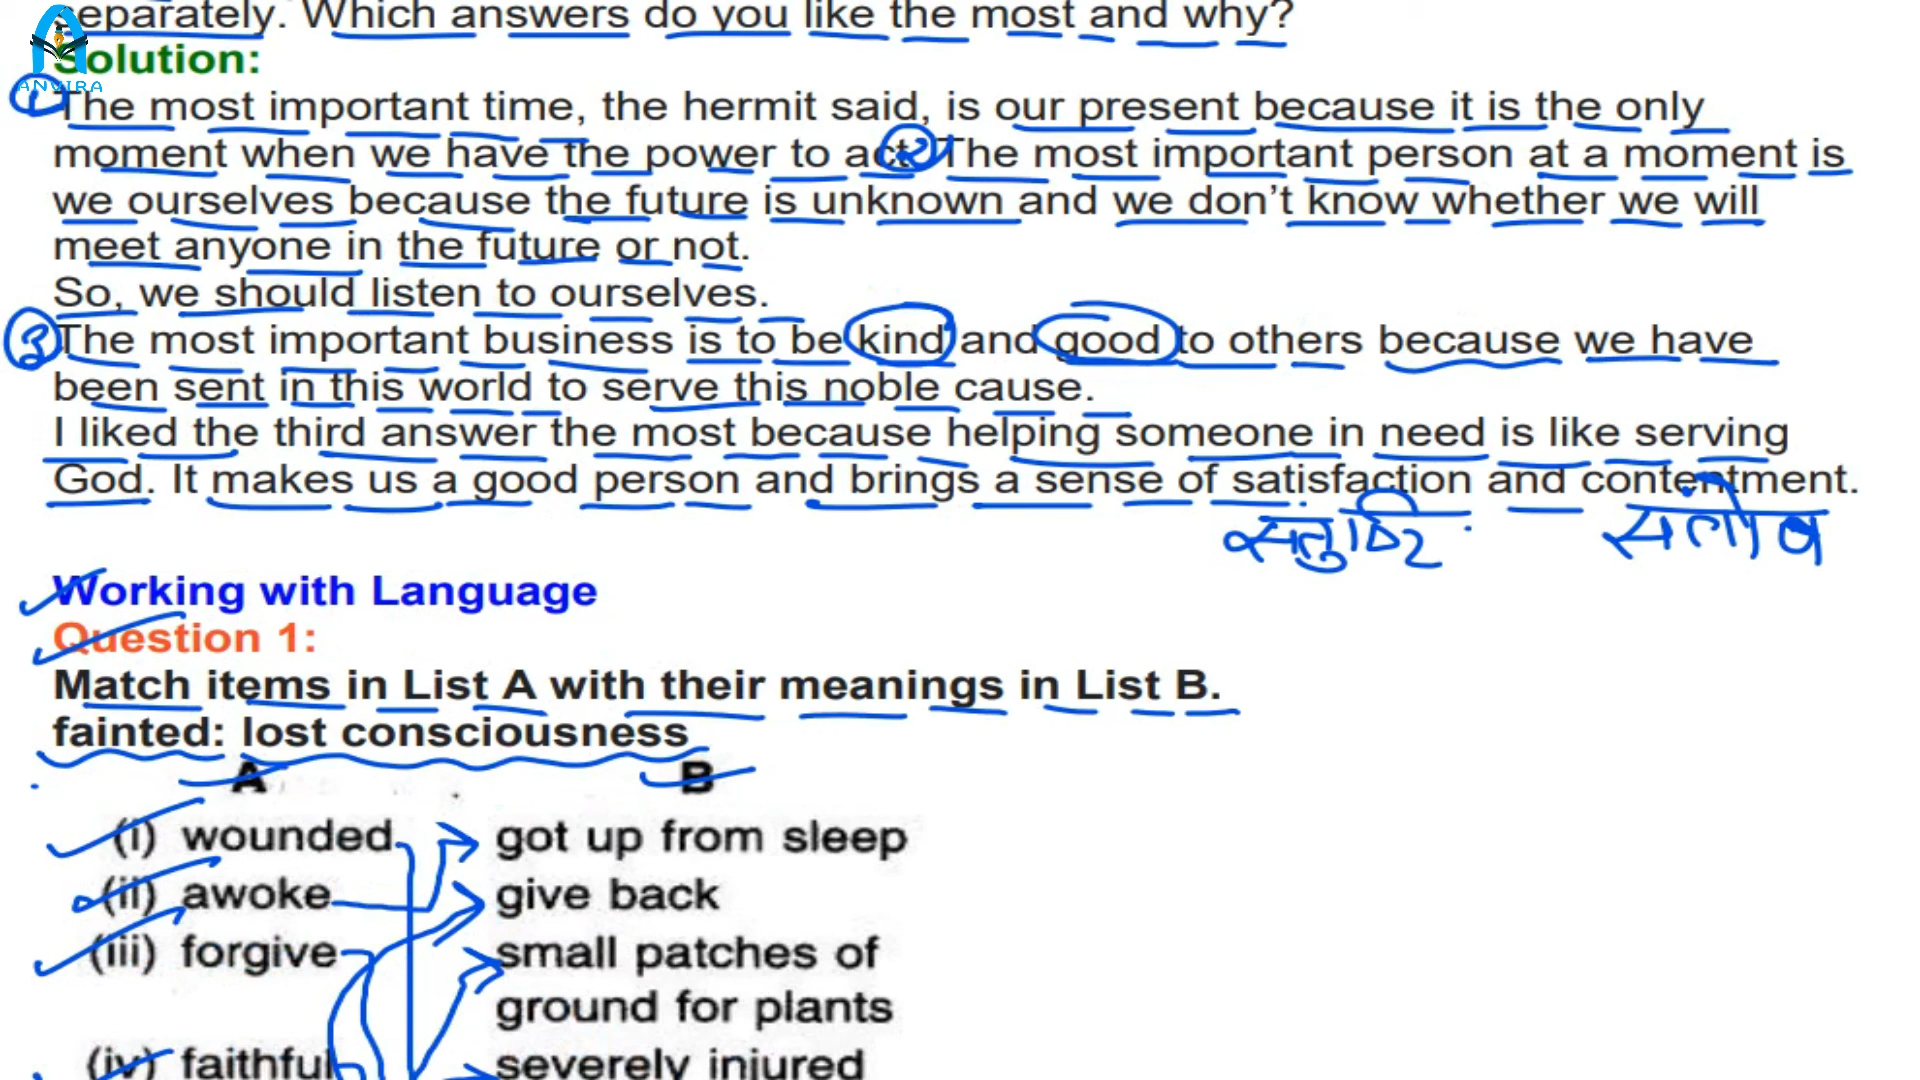 separately. Which answers do you like the most and why?
Solution:
ANVIRA
1 The most important time, the hermit said, is our present because it is the only
moment when we have the power to act. 2 The most important person at a moment is
we ourselves because the future is unknown and we don’t know whether we will
meet anyone in the future or not.
So, we should listen to ourselves.
3 The most important business is to be kind and good to others because we have
been sent in this world to serve this noble cause.
I liked the third answer the most because helping someone in need is like serving
God. It makes us a good person and brings a sense of satisfaction and contentment.
Working with Language
Question 1:
Match items in List A with their meanings in List B.
fainted: lost consciousness
A B
(i) wounded got up from sleep
(ii) awoke give back
(iii) forgive small patches of
ground for plants
(iv) faithful severely injured